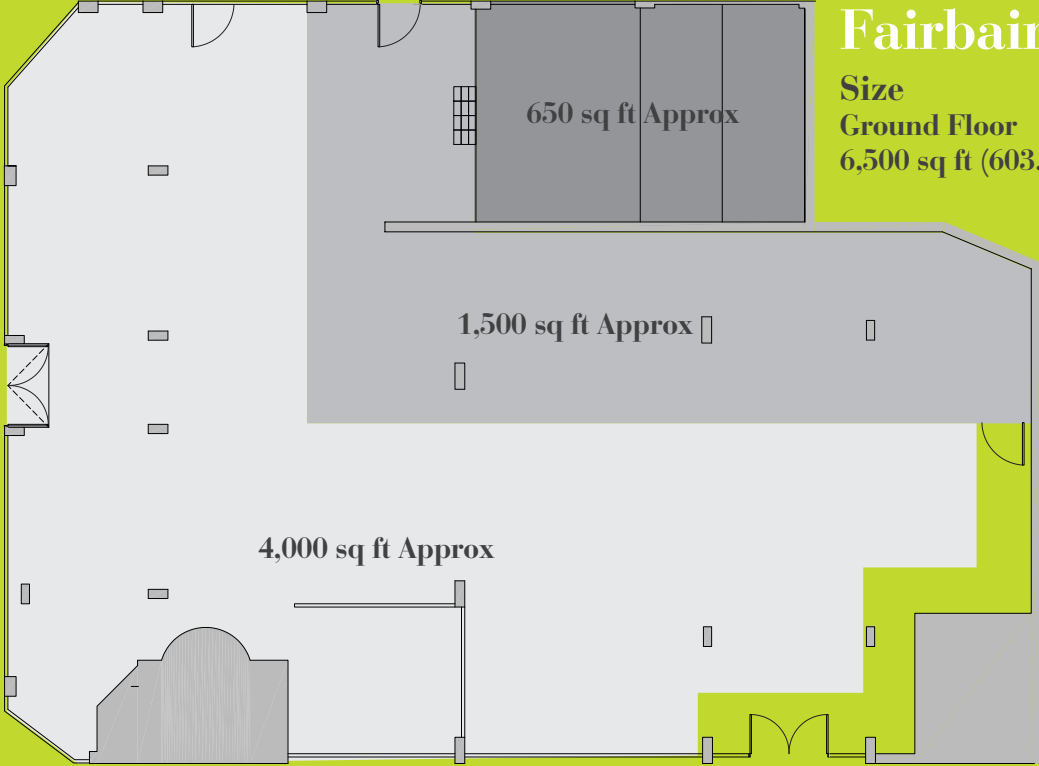 Fairbair
Size
Ground Floor
6,500 sq ft (603.
650 sq ft Approx
1,500 sq ft Approx
4,000 sq ft Approx